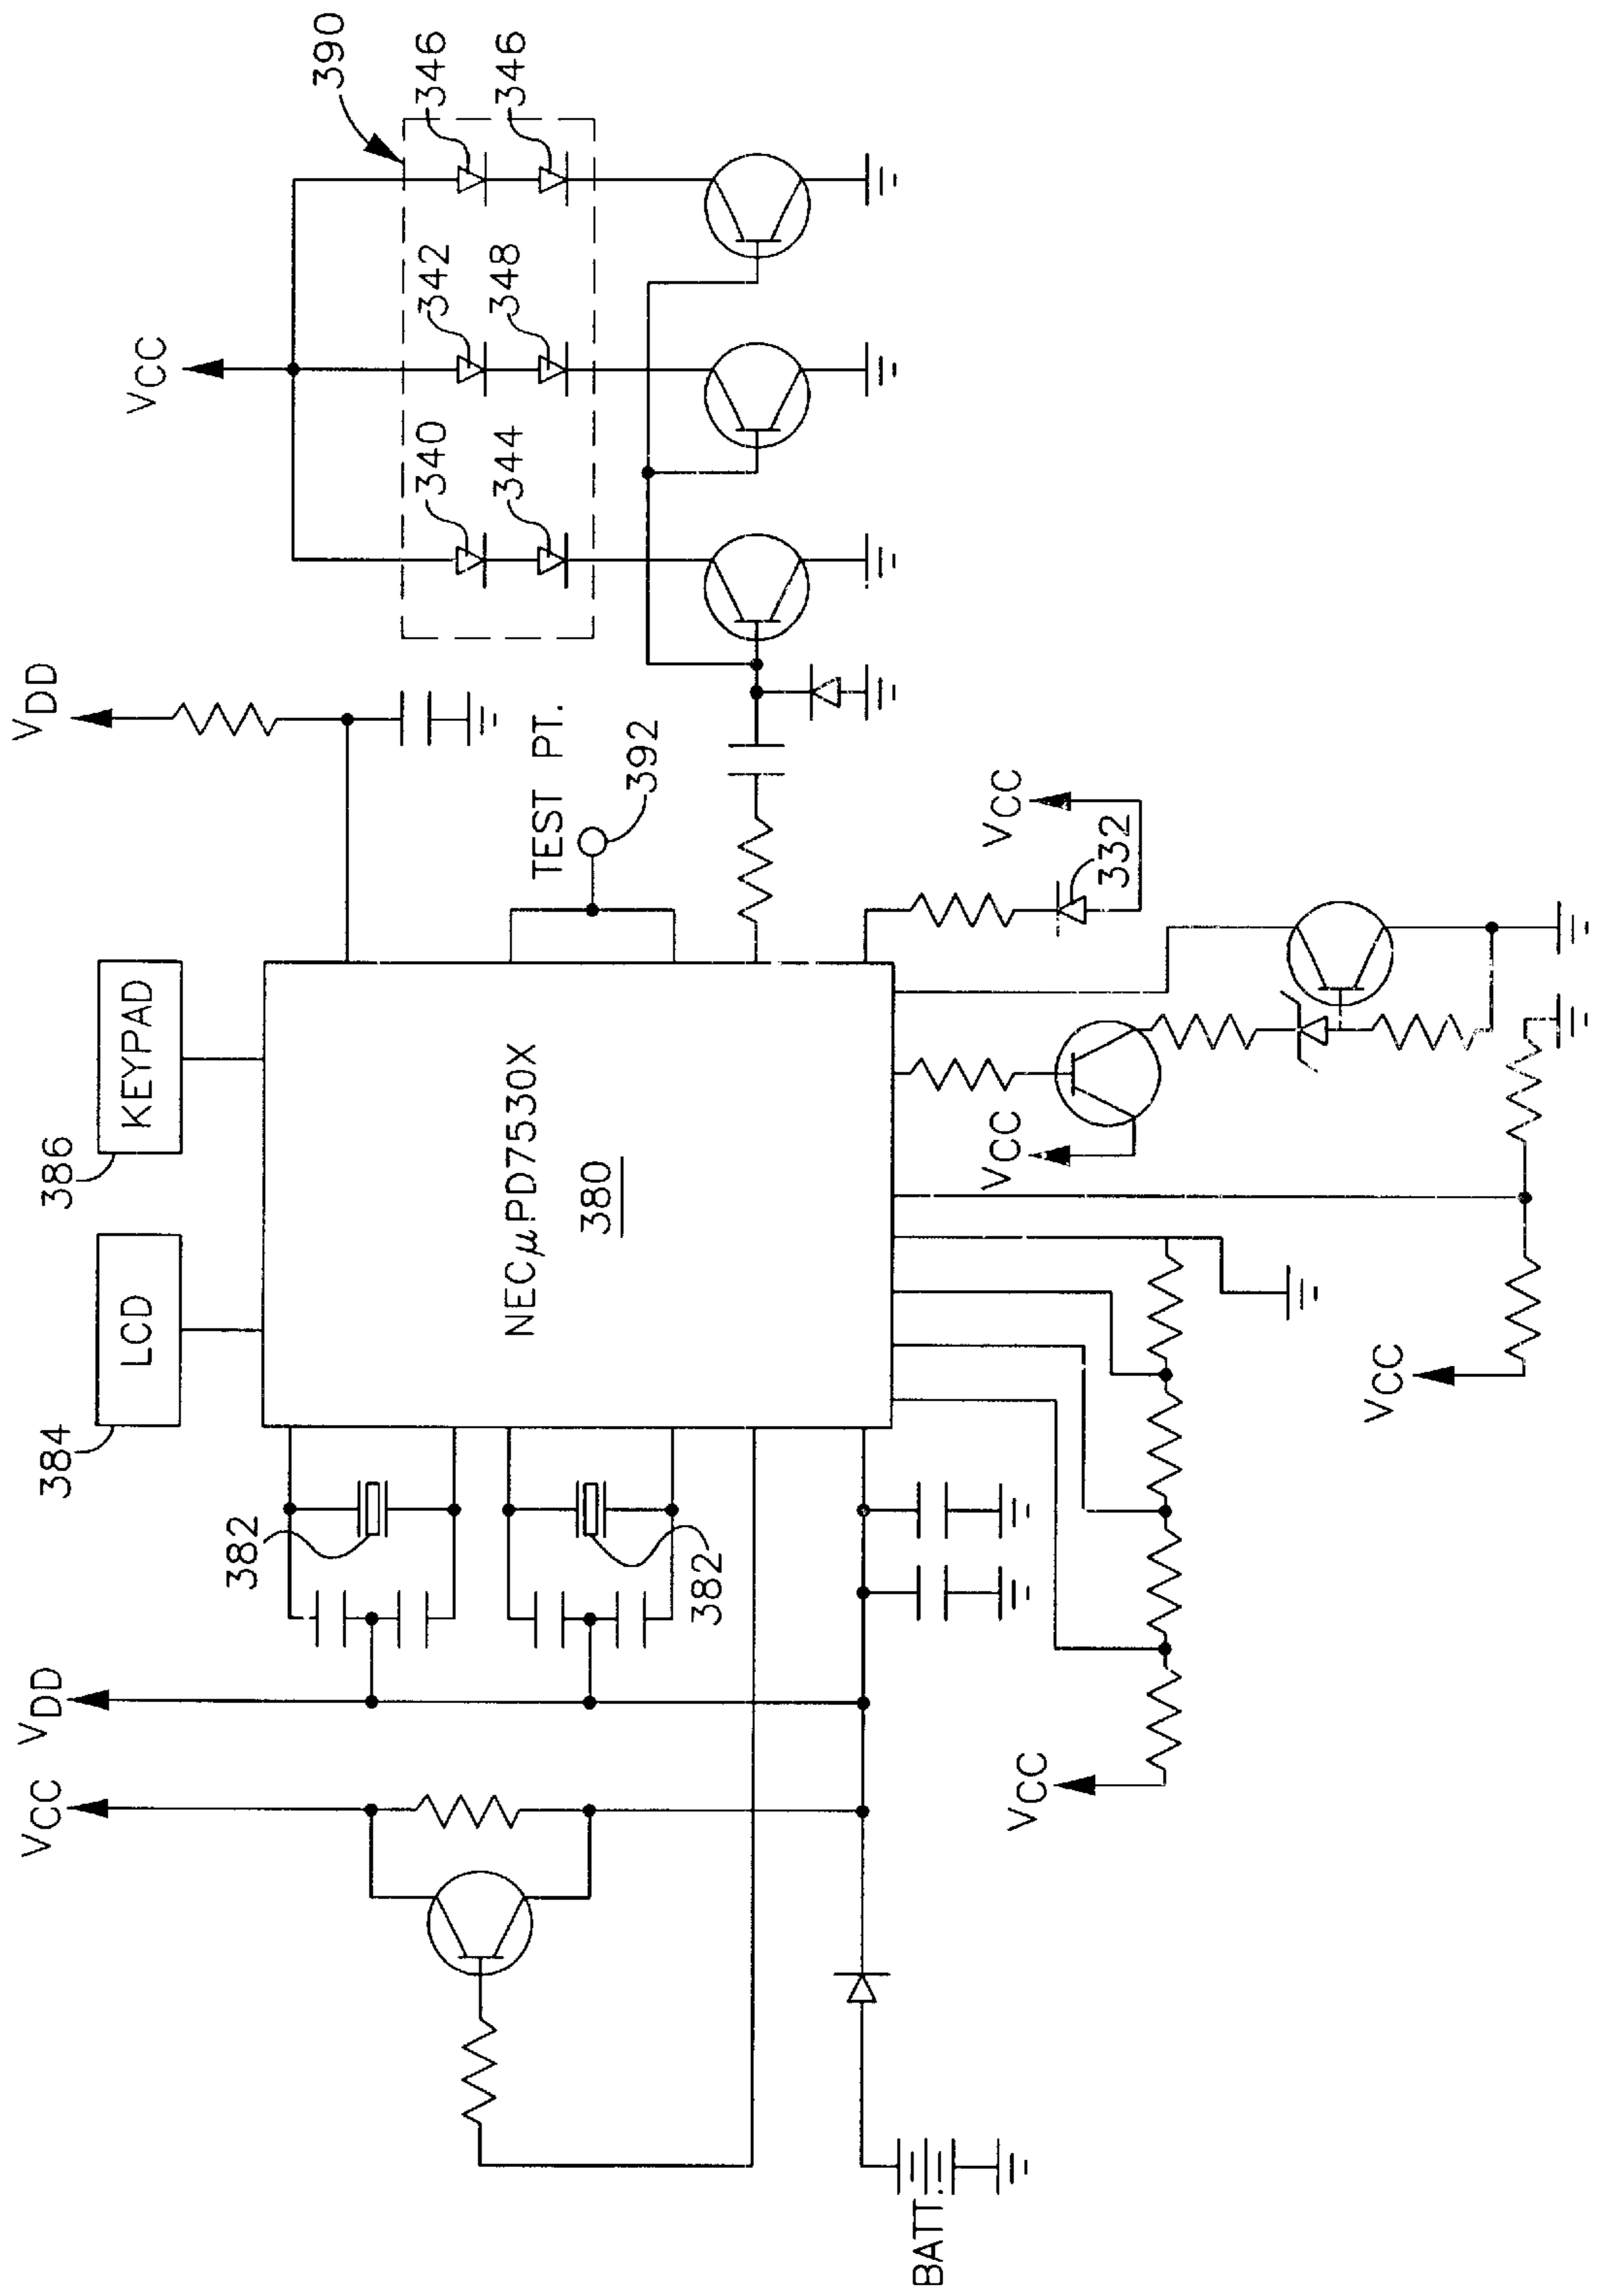 390
346
346
VCC
342
348
340
344
VDD
TEST PT.
392
VCC
332
KEYPAD
386
NECµPD7530X
380
VCC
LCD
384
382
382
VCC
VDD
VCC
VCC
BATT.